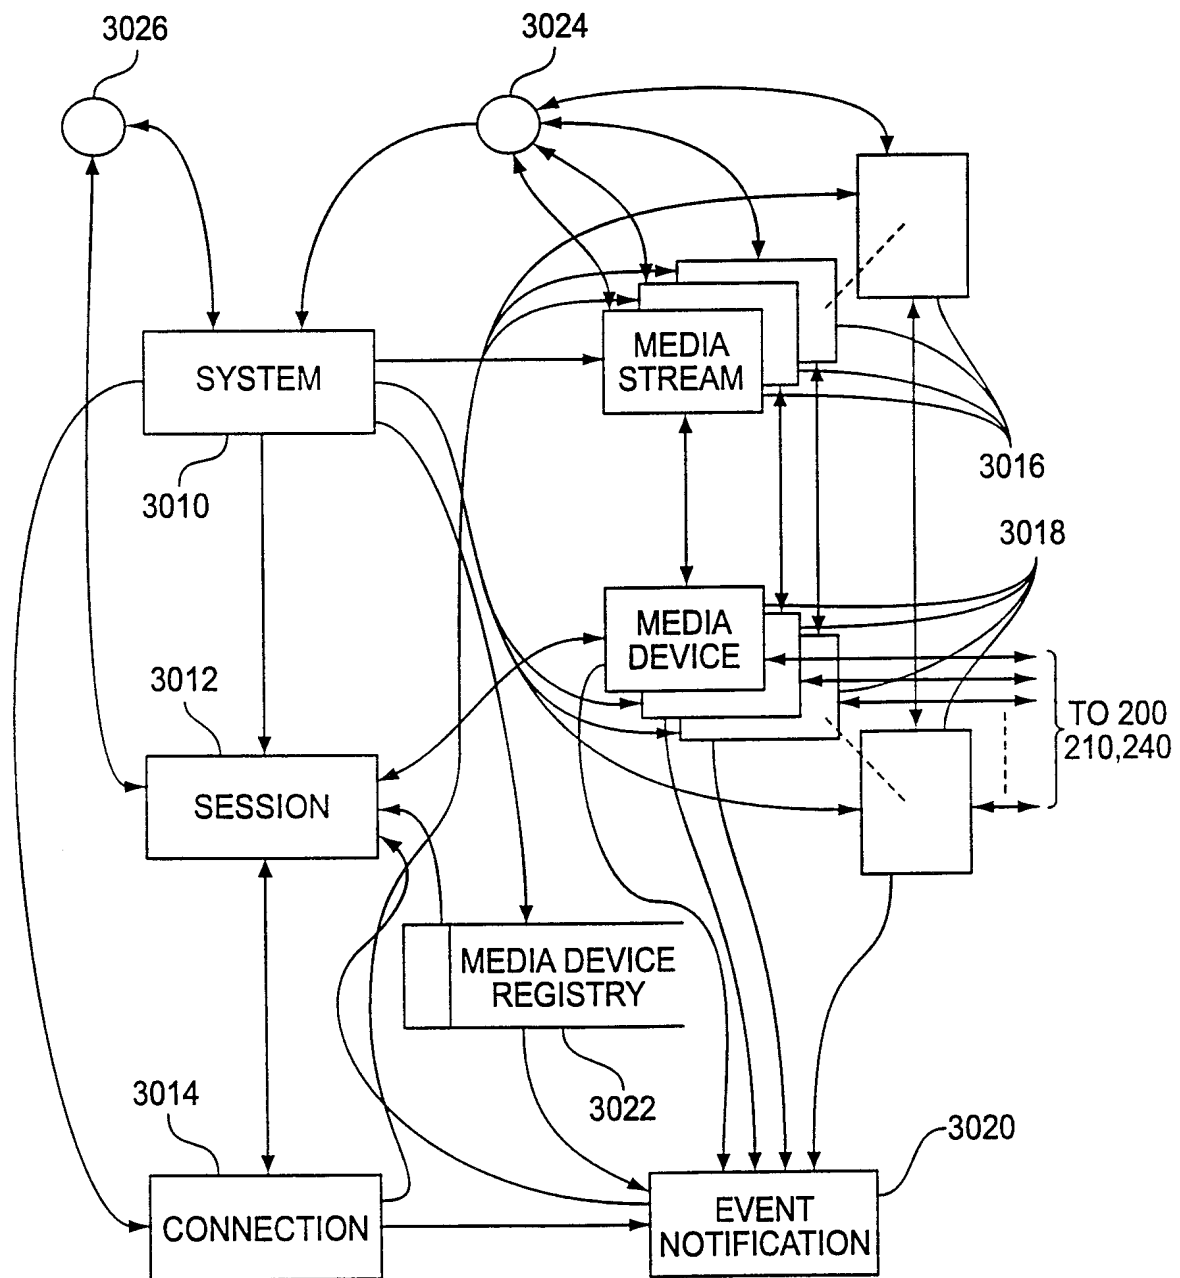 3026
3024
SYSTEM
MEDIA
STREAM
3010
3016
3018
MEDIA
DEVICE
3012
TO 200
210,240
SESSION
MEDIA DEVICE
REGISTRY
3014
3022
3020
CONNECTION
EVENT
NOTIFICATION